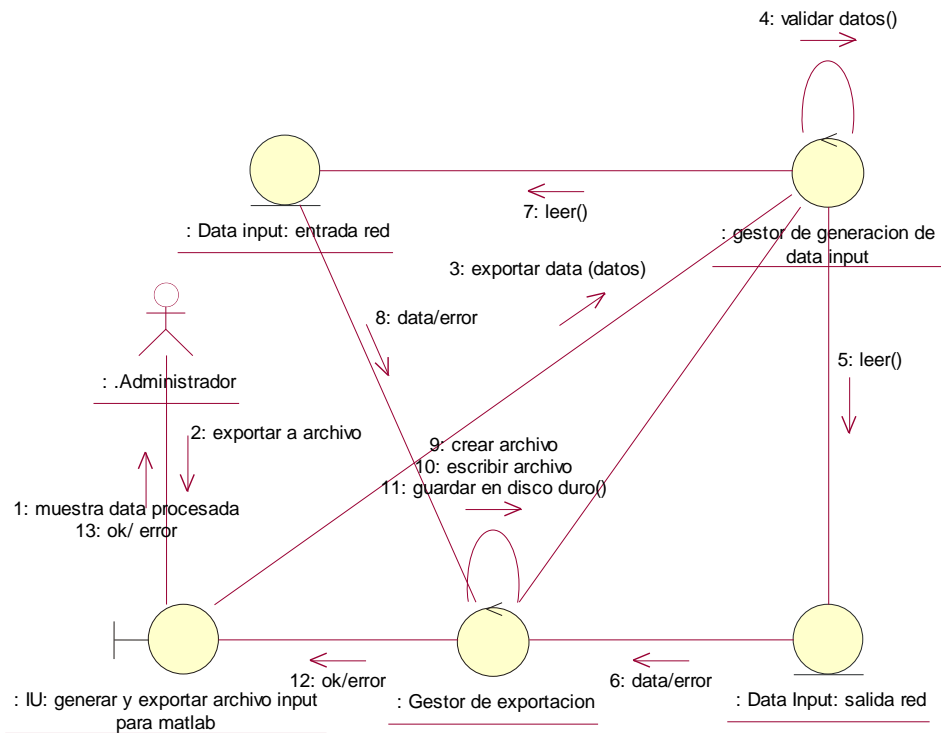 4: validar datos()
7: leer()
: Data input: entrada red
: gestor de generacion de
data input
3: exportar data (datos)
8: data/error
5: leer()
: .Administrador
2: exportar a archivo
9: crear archivo
10: escribir archivo
11: guardar en disco duro()
1: muestra data procesada
13: ok/ error
12: ok/error
6: data/error
: IU: generar y exportar archivo input
para matlab
: Gestor de exportacion
: Data Input: salida red